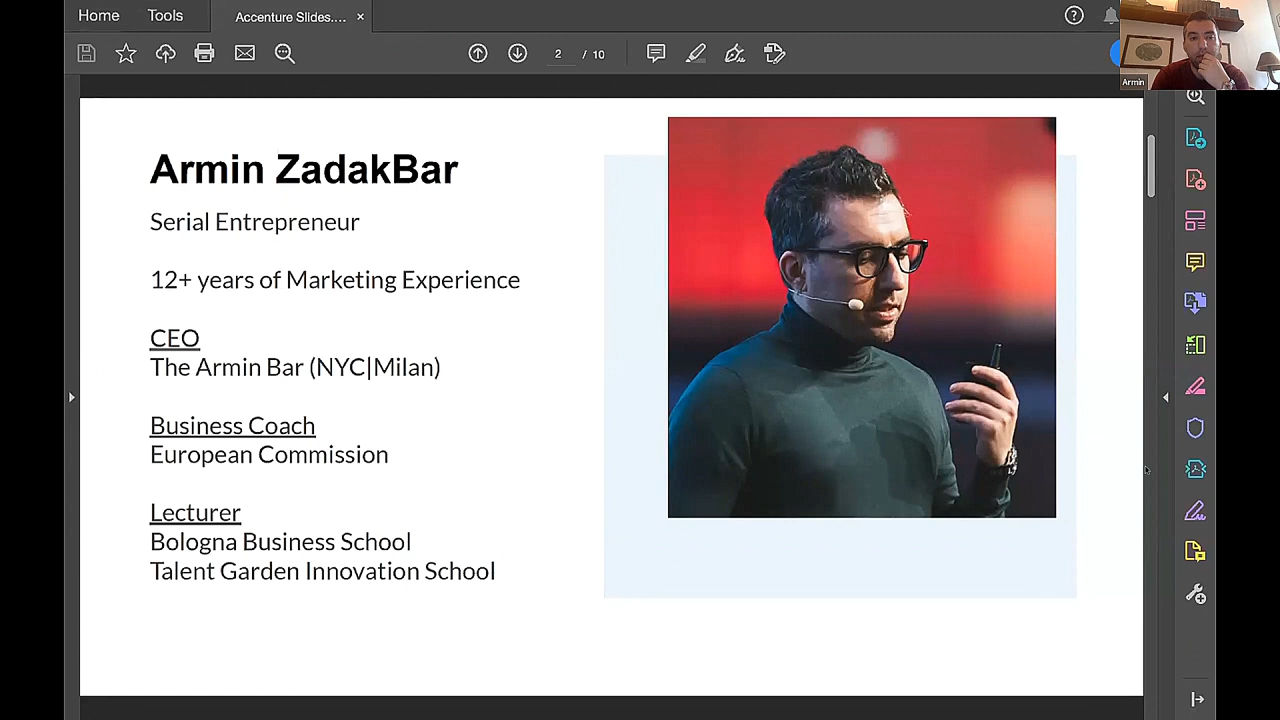 Home
Tools
Accenture Slides.... ×
2 / 10
Armin
Armin ZadakBar
Serial Entrepreneur
12+ years of Marketing Experience
CEO
The Armin Bar (NYC|Milan)
Business Coach
European Commission
Lecturer
Bologna Business School
Talent Garden Innovation School